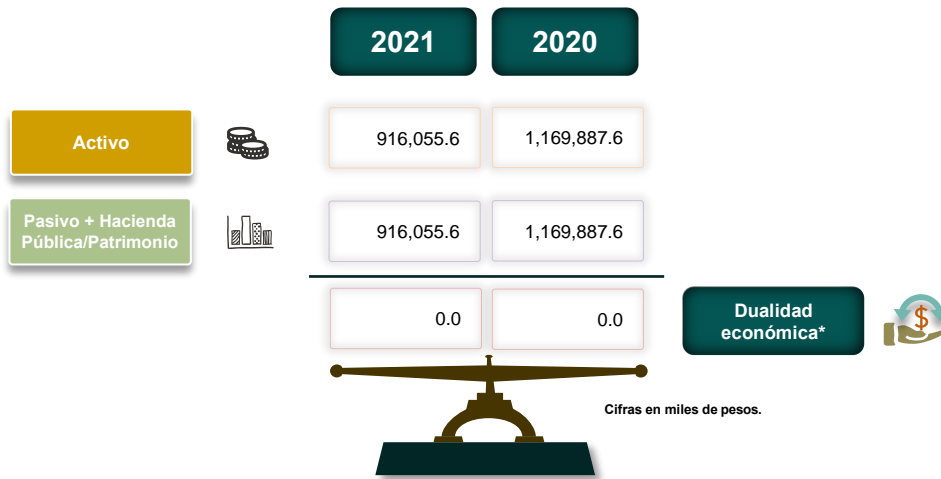 2021 2020
Activo 916,055.6 1,169,887.6
Pasivo + Hacienda
Pública/Patrimonio 916,055.6 1,169,887.6
0.0 0.0
Dualidad
económica*
$
Cifras en miles de pesos.